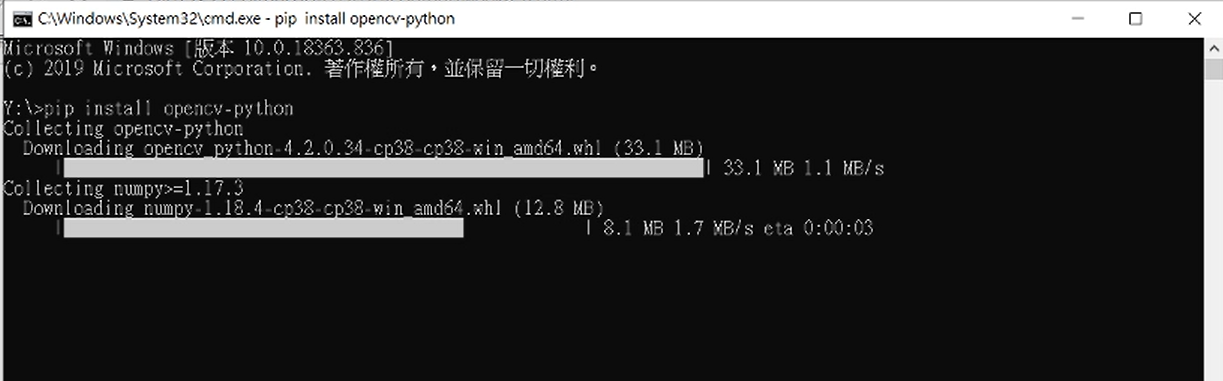 C:\Windows\System32\cmd.exe - pip  install opencv-python
Microsoft Windows [版本 10.0.18363.836]
(c) 2019 Microsoft Corporation. 著作權所有，並保留一切權利。
Y:\>pip install opencv-python
Collecting opencv-python
Downloading opencv_python-4.2.0.34-cp38-cp38-win_amd64.whl (33.1 MB)
| | 33.1 MB 1.1 MB/s
Collecting numpy>=1.17.3
Downloading numpy-1.18.4-cp38-cp38-win_amd64.whl (12.8 MB)
| | 8.1 MB 1.7 MB/s eta 0:00:03